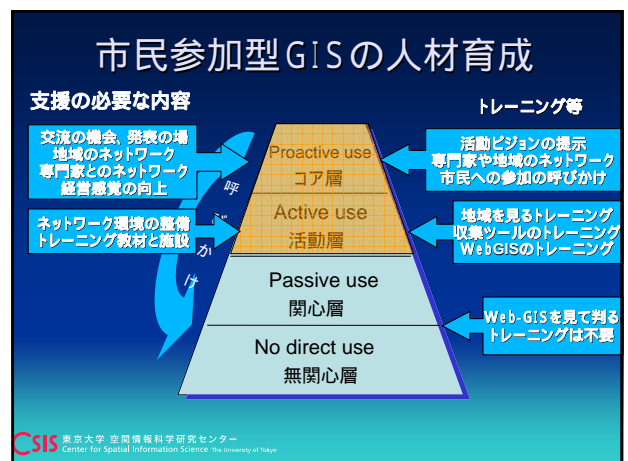 市民参加型GISの人材育成
支援の必要な内容
トレーニング等
交流の機会、発表の場
地域のネットワーク
専門家とのネットワーク
経営感覚の向上
ネットワーク環境の整備
トレーニング教材と施設
呼
か
け
Proactive use
コア層
Active use
活動層
Passive use
関心層
No direct use
無関心層
活動ビジョンの提示
専門家や地域のネットワーク
市民への参加の呼びかけ
地域を見るトレーニング
収集ツールのトレーニング
WebGISのトレーニング
Web-GISを見て判る
トレーニングは不要
CSIS 東京大学 空間情報科学研究センター
Center for Spatial Information Science The University of Tokyo